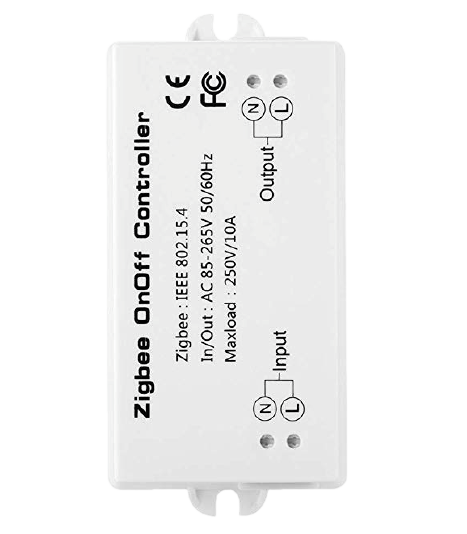 Zigbee OnOff Controller
Zigbee : IEEE 802.15.4
In/Out : AC 85-265V 50/60Hz
Maxload : 250V/10A
CE FC
Input
N
L
Output
N
L